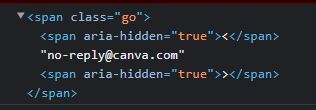 ▼<span class="go">
<span aria-hidden="true"><</span>
"no-reply@canva.com"
<span aria-hidden="true">></span>
</span>